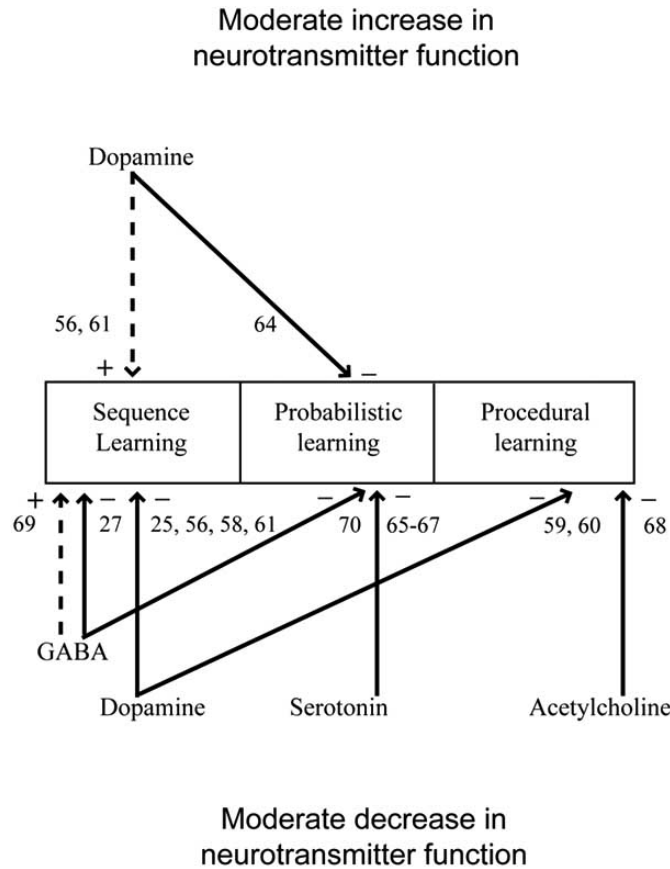 Moderate increase in
neurotransmitter function
Dopamine
56, 61
64
+
–
Sequence
Learning
Probabilistic
learning
Procedural
learning
+ – – – – – –
69 27 25, 56, 58, 61 70 65-67 59, 60 68
GABA
Dopamine Serotonin Acetylcholine
Moderate decrease in
neurotransmitter function